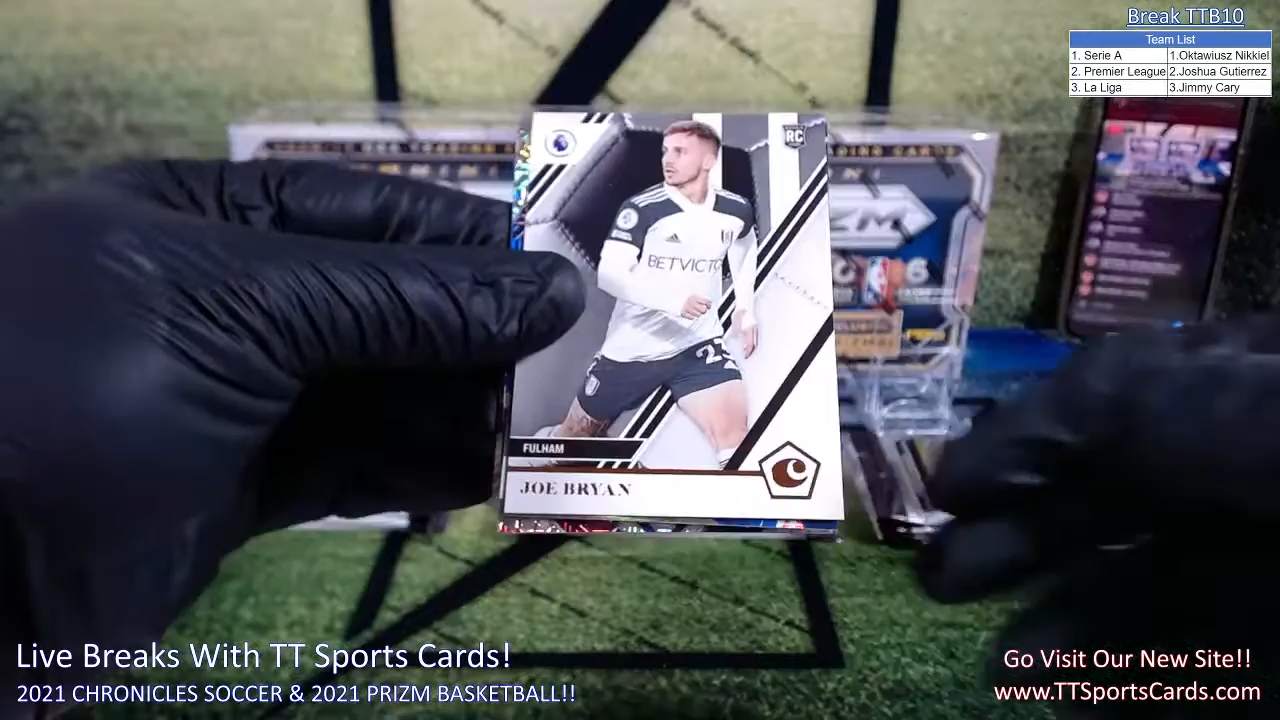 Break TTB10
Team List
1. Serie A 1.Oktawiusz Nikkiel
2. Premier League 2.Joshua Gutierrez
3. La Liga 3.Jimmy Cary
RC
BETVICTO
23
FULHAM
JOE BRYAN
C
Live Breaks With TT Sports Cards!
2021 CHRONICLES SOCCER & 2021 PRIZM BASKETBALL!!
Go Visit Our New Site!!
www.TTSportsCards.com